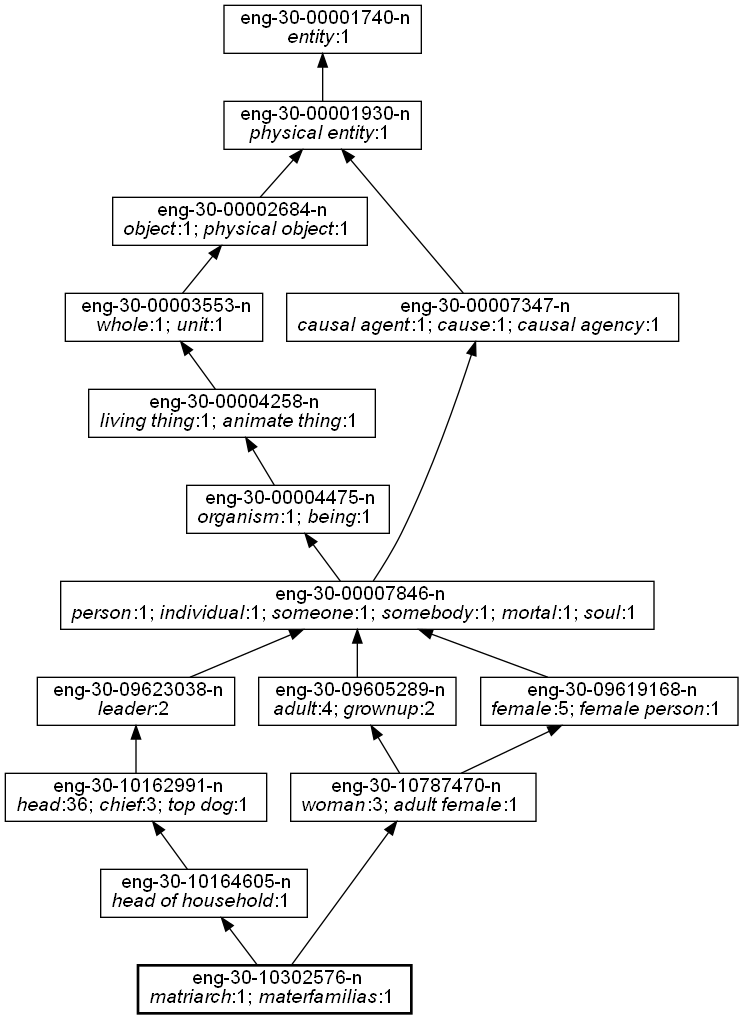 eng-30-00001740-n
entity:1
eng-30-00001930-n
physical entity:1
eng-30-00002684-n
object:1; physical object:1
eng-30-00003553-n
whole:1; unit:1
eng-30-00007347-n
causal agent:1; cause:1; causal agency:1
eng-30-00004258-n
living thing:1; animate thing:1
eng-30-00004475-n
organism:1; being:1
eng-30-00007846-n
person:1; individual:1; someone:1; somebody:1; mortal:1; soul:1
eng-30-09623038-n
leader:2
eng-30-09605289-n
adult:4; grownup:2
eng-30-09619168-n
female:5; female person:1
eng-30-10162991-n
head:36; chief:3; top dog:1
eng-30-10787470-n
woman:3; adult female:1
eng-30-10164605-n
head of household:1
eng-30-10302576-n
matriarch:1; materfamilias:1